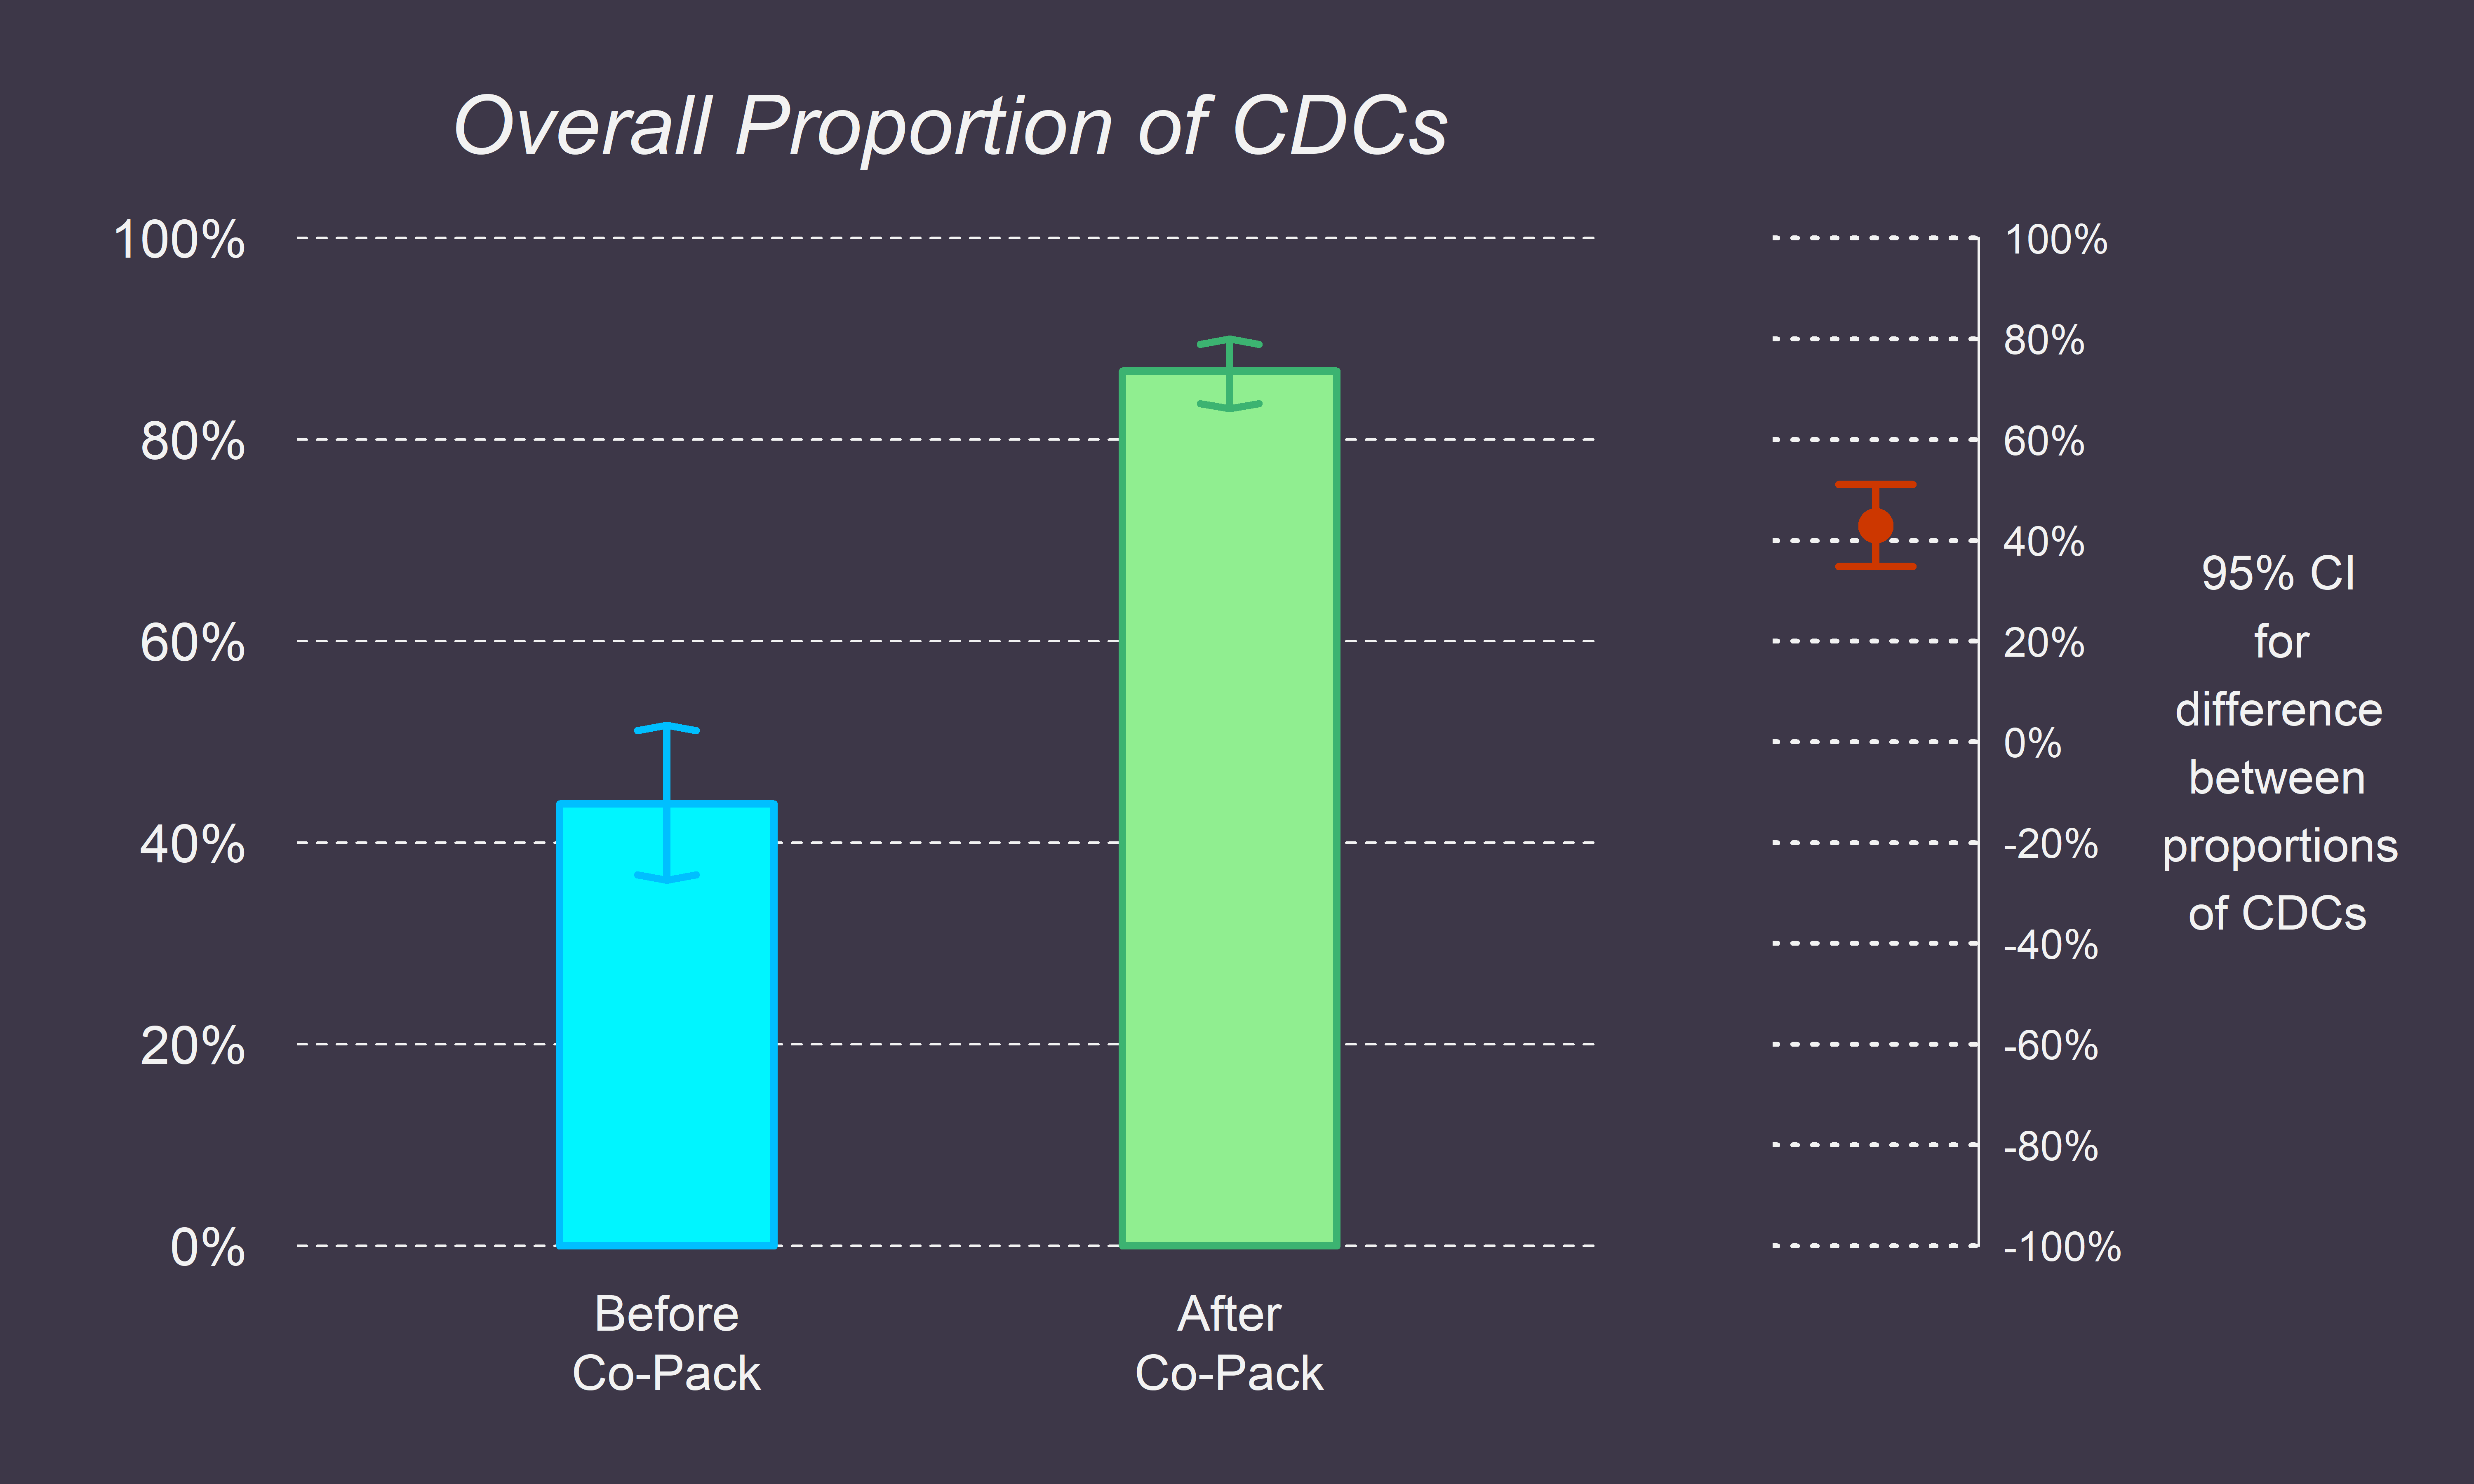 Overall Proportion of CDCs
100%
80%
60%
40%
20%
0%
Before
Co-Pack
After
Co-Pack
100%
80%
60%
40%
20%
0%
-20%
-40%
-60%
-80%
-100%
95% CI
for
difference
between
proportions
of CDCs